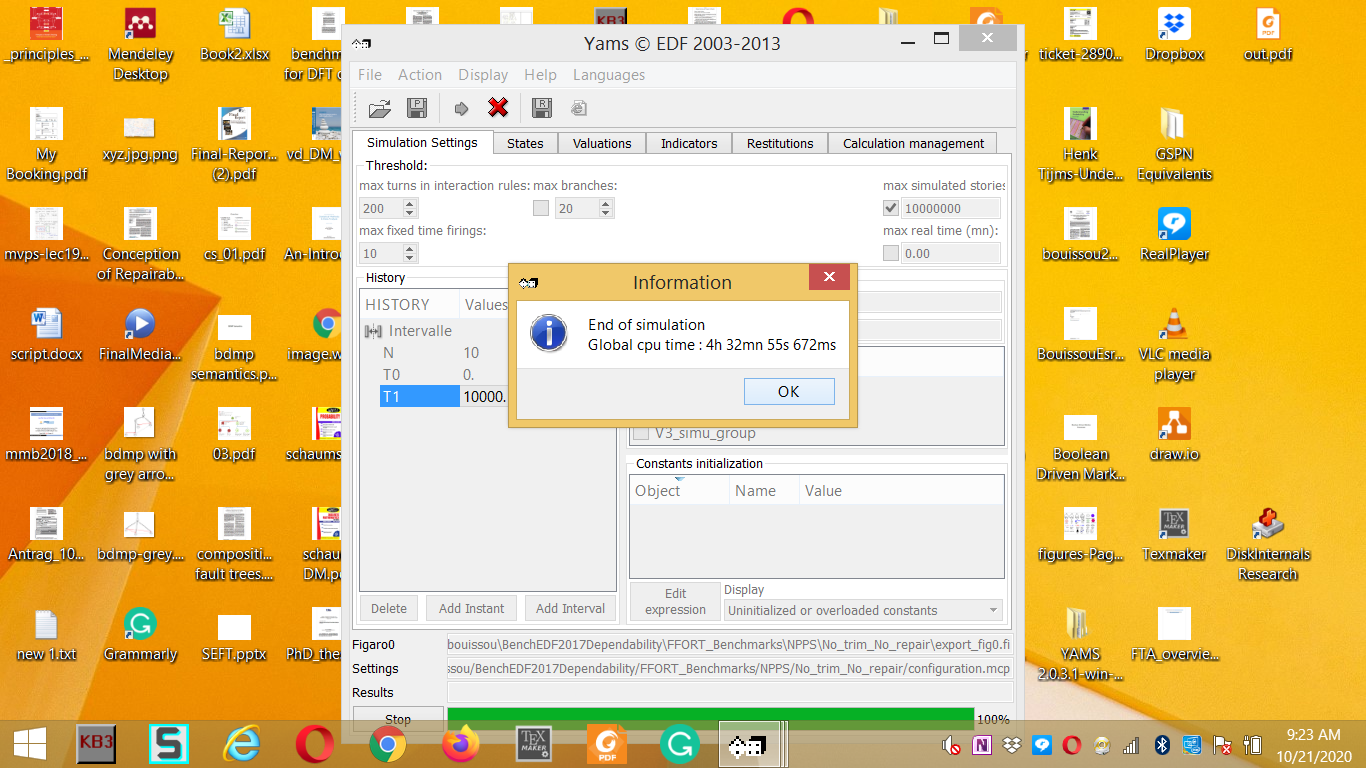 _principles_...
Mendeley
Desktop
Book2.xlsx
benchm
for DFT c
ticket-2890...
Dropbox
out.pdf
My
Booking.pdf
xyz.jpg.png
Final-Repor...
(2).pdf
vd_DM_v
Henk
Tijms-Unde...
GSPN
Equivalents
mvps-lec19...
Conception
of Repairab...
cs_01.pdf
An-Introd
bouissou2...
RealPlayer
script.docx
FinalMedia...
bdmp
semantics.p...
image.w
BouissouEsr...
VLC media
player
mmb2018_...
bdmp with
grey arro...
03.pdf
schaums
Boolean
Driven Mark...
draw.io
Antrag_10...
bdmp-grey....
compositi...
fault trees....
schau
DM.pd
figures-Pag...
Texmaker
DiskInternals
Research
new 1.txt
Grammarly
SEFT.pptx
PhD_thes
YAMS
2.0.3.1-win-...
FTA_overvie...
Yams © EDF 2003-2013
File Action Display Help Languages
Simulation Settings States Valuations Indicators Restitutions Calculation management
Threshold:
max turns in interaction rules: max branches: max simulated stories
200 20 10000000
max fixed time firings: max real time (mn):
10 0.00
History
HISTORY Values
Intervalle
N 10
T0 0.
T1 10000.
Information
End of simulation
Global cpu time : 4h 32mn 55s 672ms
OK
V3_simu_group
Constants initialization
Object Name Value
Delete Add Instant Add Interval
Edit
expression
Display
Uninitialized or overloaded constants
Figaro0 bouissou\BenchEDF2017Dependability\FFORT_Benchmarks\NPPS\No_trim_No_repair\export_fig0.fi
Settings ssou/BenchEDF2017Dependability/FFORT_Benchmarks/NPPS/No_trim_No_repair/configuration.mcp
Results
Stop 100%
KB3
TEX
MAKER
PDF
9:23 AM
10/21/2020